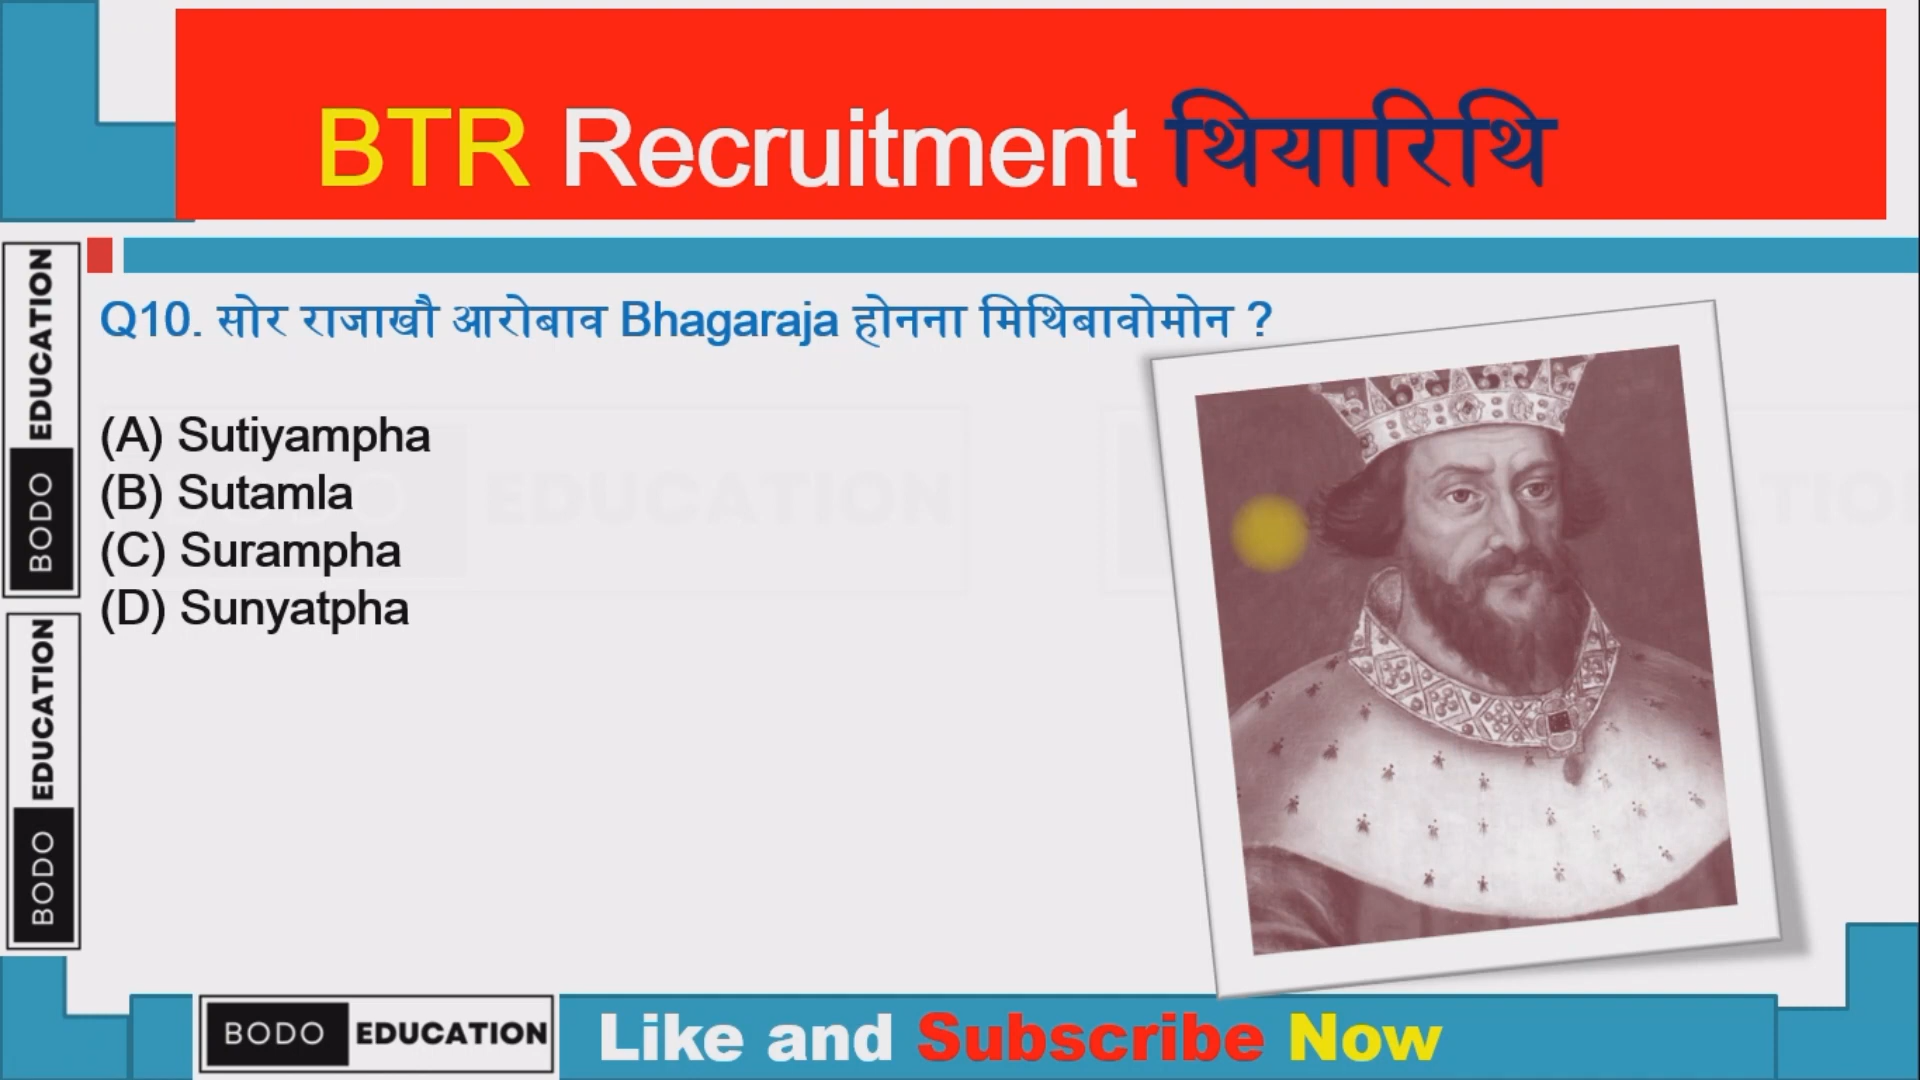 BTR Recruitment थियारिथि
BODO EDUCATION
BODO EDUCATION
Q10. सोर राजाखौ आरोबाव Bhagaraja होनना मिथिबावोमोन ?
(A) Sutiyampha
(B) Sutamla
(C) Surampha
(D) Sunyatpha
EDUCATION
BODO EDUCATION
Like and Subscribe Now